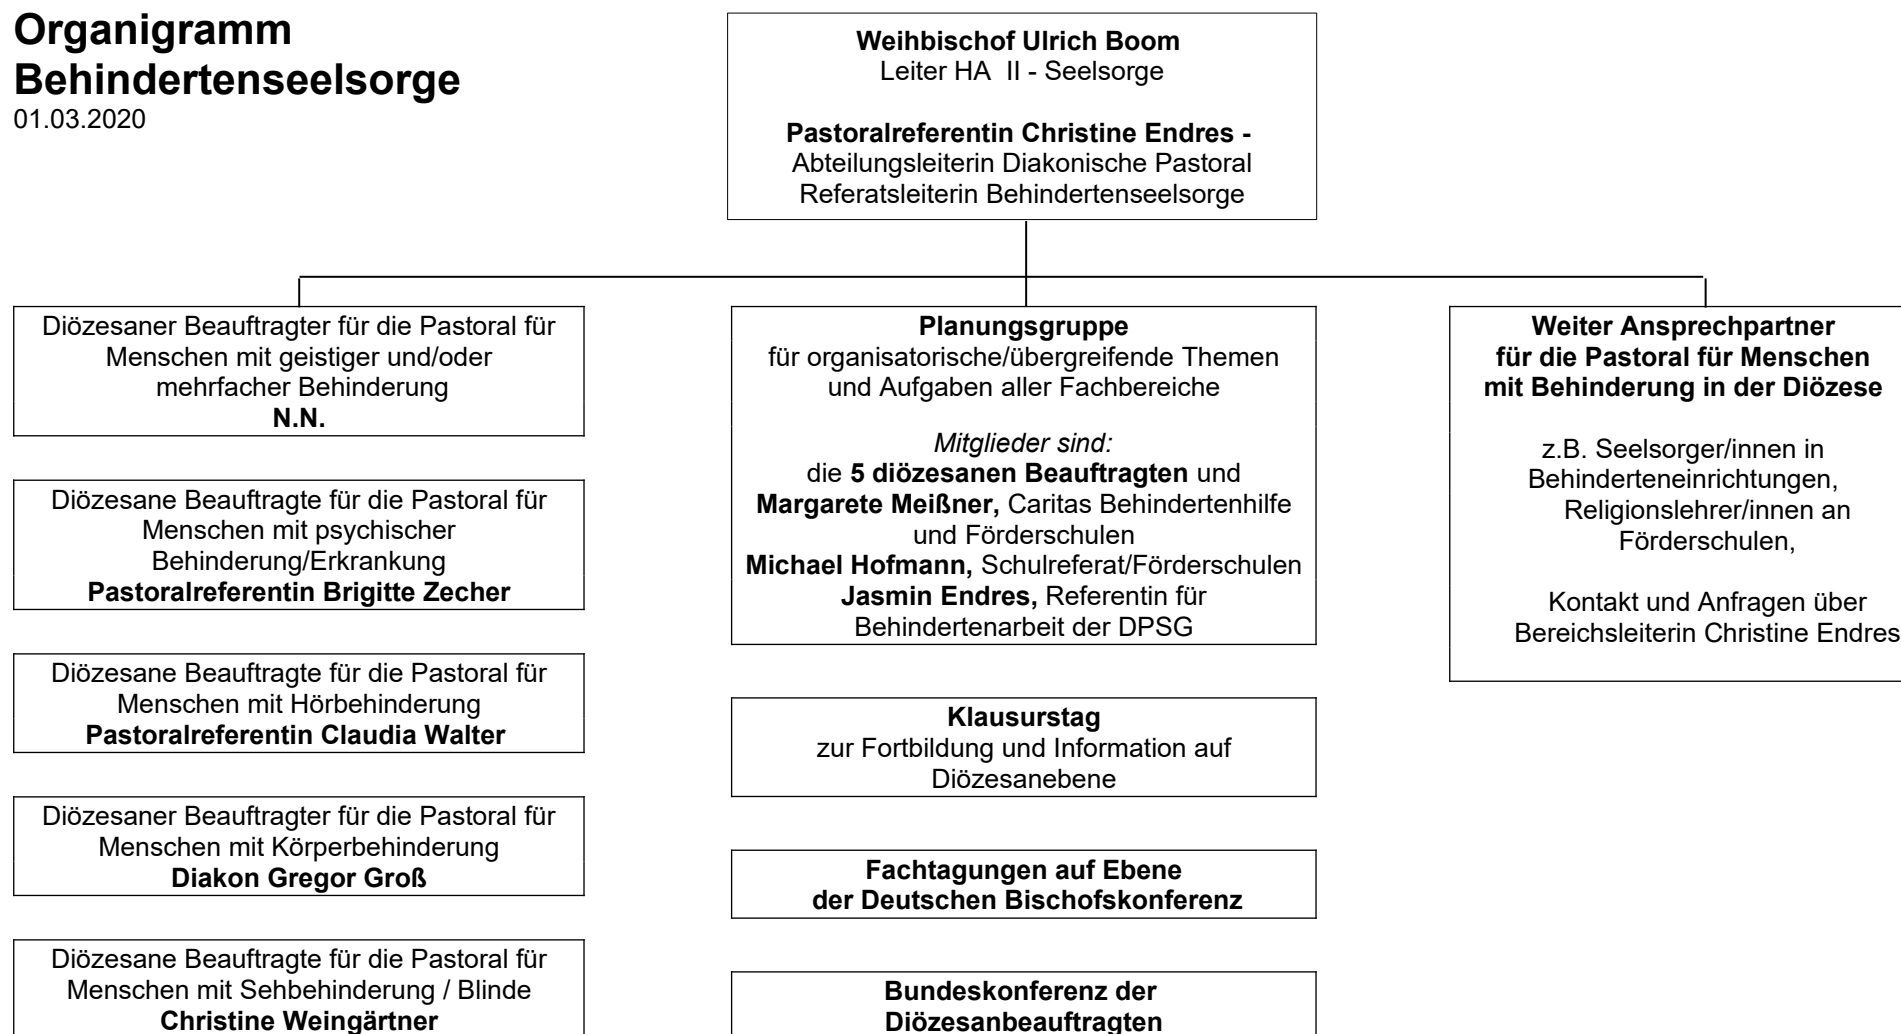 Organigramm
Behindertenseelsorge
01.03.2020
Weihbischof Ulrich Boom
Leiter HA  II - Seelsorge
Pastoralreferentin Christine Endres -
Abteilungsleiterin Diakonische Pastoral
Referatsleiterin Behindertenseelsorge
Diözesaner Beauftragter für die Pastoral für
Menschen mit geistiger und/oder
mehrfacher Behinderung
N.N.
Diözesane Beauftragte für die Pastoral für
Menschen mit psychischer
Behinderung/Erkrankung
Pastoralreferentin Brigitte Zecher
Diözesane Beauftragte für die Pastoral für
Menschen mit Hörbehinderung
Pastoralreferentin Claudia Walter
Diözesaner Beauftragter für die Pastoral für
Menschen mit Körperbehinderung
Diakon Gregor Groß
Diözesane Beauftragte für die Pastoral für
Menschen mit Sehbehinderung / Blinde
Christine Weingärtner
Planungsgruppe
für organisatorische/übergreifende Themen
und Aufgaben aller Fachbereiche
Mitglieder sind:
die 5 diözesanen Beauftragten und
Margarete Meißner, Caritas Behindertenhilfe
und Förderschulen
Michael Hofmann, Schulreferat/Förderschulen
Jasmin Endres, Referentin für
Behindertenarbeit der DPSG
Klausurstag
zur Fortbildung und Information auf
Diözesanebene
Fachtagungen auf Ebene
der Deutschen Bischofskonferenz
Bundeskonferenz der
Diözesanbeauftragten
Weiter Ansprechpartner
für die Pastoral für Menschen
mit Behinderung in der Diözese
z.B. Seelsorger/innen in
Behinderteneinrichtungen,
Religionslehrer/innen an
Förderschulen,
Kontakt und Anfragen über
Bereichsleiterin Christine Endres